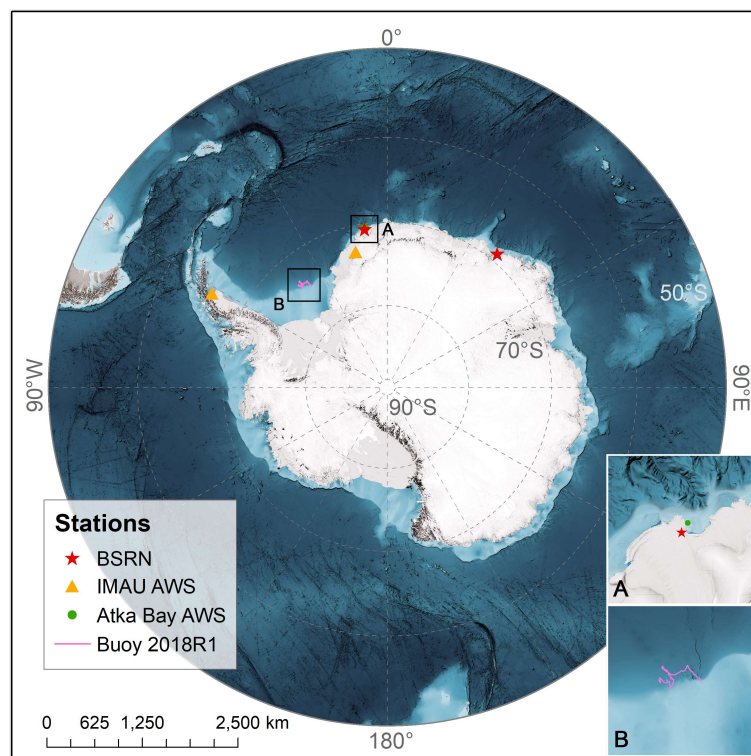 0°
A
B
50°S
70°S
90°W
90°E
90°S
Stations
BSRN
IMAU AWS
Atka Bay AWS
Buoy 2018R1
A
B
0 625 1,250 2,500 km
180°